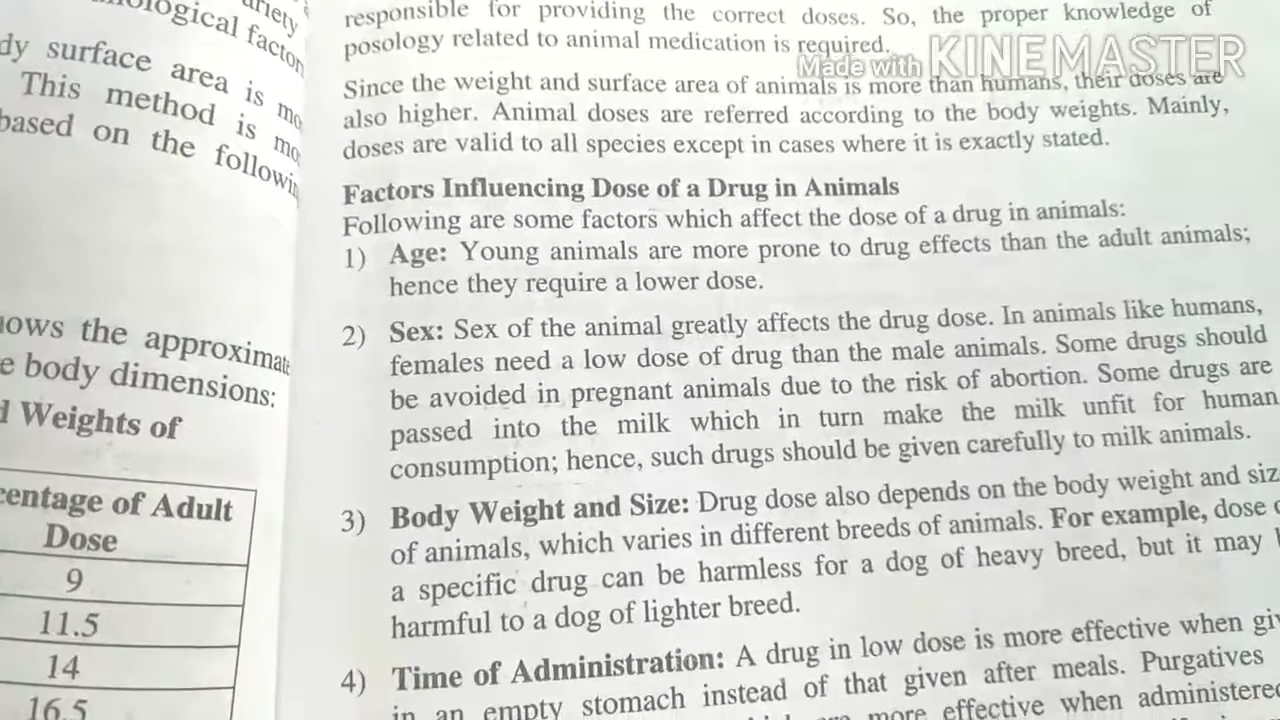 ariety
ological factor
dy surface area is mo
This method is mo
based on the followin
ows the approximate
e body dimensions:
d Weights of
centage of Adult
Dose
9
11.5
14
16.5
responsible for providing the correct doses. So, the proper knowledge of
posology related to animal medication is required.
Made with KINEMASTER
Since the weight and surface area of animals is more than humans, their doses are
also higher. Animal doses are referred according to the body weights. Mainly,
doses are valid to all species except in cases where it is exactly stated.
Factors Influencing Dose of a Drug in Animals
Following are some factors which affect the dose of a drug in animals:
1) Age: Young animals are more prone to drug effects than the adult animals;
hence they require a lower dose.
2) Sex: Sex of the animal greatly affects the drug dose. In animals like humans,
females need a low dose of drug than the male animals. Some drugs should
be avoided in pregnant animals due to the risk of abortion. Some drugs are
passed into the milk which in turn make the milk unfit for human
consumption; hence, such drugs should be given carefully to milk animals.
3) Body Weight and Size: Drug dose also depends on the body weight and siz
of animals, which varies in different breeds of animals. For example, dose
a specific drug can be harmless for a dog of heavy breed, but it may
harmful to a dog of lighter breed.
4) Time of Administration: A drug in low dose is more effective when giv
in an empty stomach instead of that given after meals. Purgatives
more effective when administered